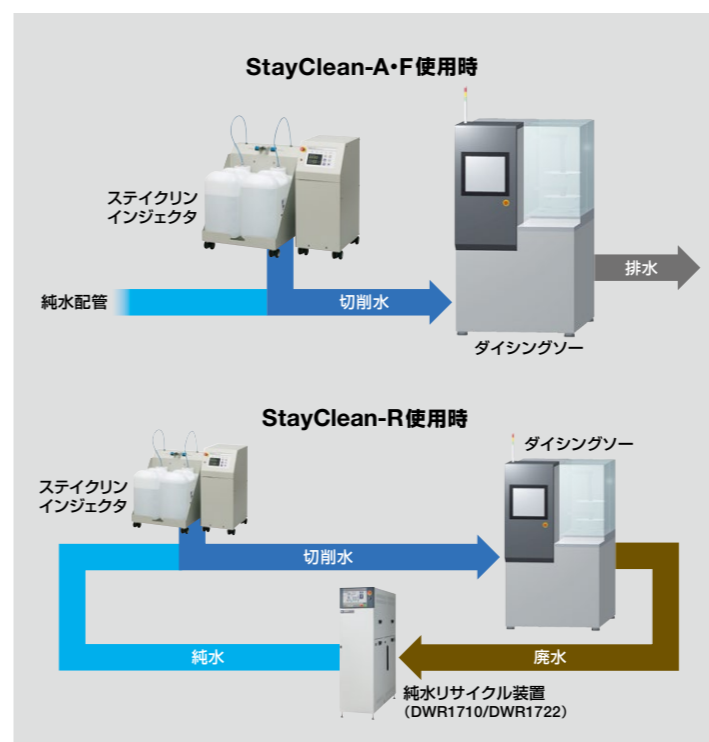 StayClean-A•F使用時
ステイクリン
インジェクタ
純水配管
切削水
排水
ダイシングソー
StayClean-R使用時
ダイシングソー
ステイクリン
インジェクタ
切削水
純水
廃水
純水リサイクル装置
（DWR1710/DWR1722）